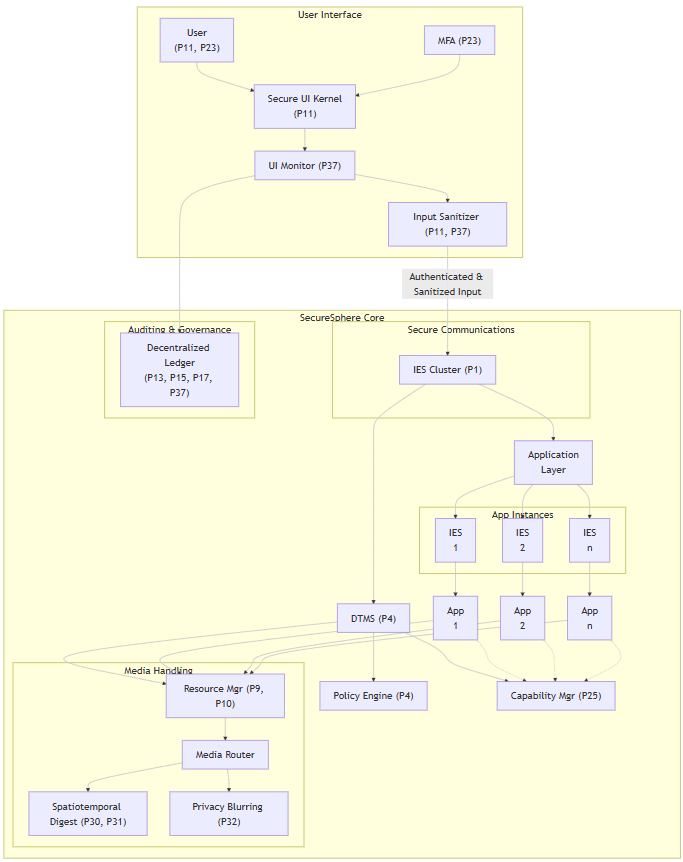 User Interface
User
(P11, P23)
MFA (P23)
Secure UI Kernel
(P11)
UI Monitor (P37)
Input Sanitizer
(P11, P37)
Authenticated &
Sanitized Input
SecureSphere Core
Auditing & Governance
Secure Communications
Decentralized
Ledger
(P13, P15, P17,
P37)
IES Cluster (P1)
Application
Layer
App Instances
IES
1
IES
2
IES
n
DTMS (P4)
App
1
App
2
App
n
Media Handling
Resource Mgr (P9,
P10)
Policy Engine (P4)
Capability Mgr (P25)
Media Router
Spatiotemporal
Digest (P30, P31)
Privacy Blurring
(P32)